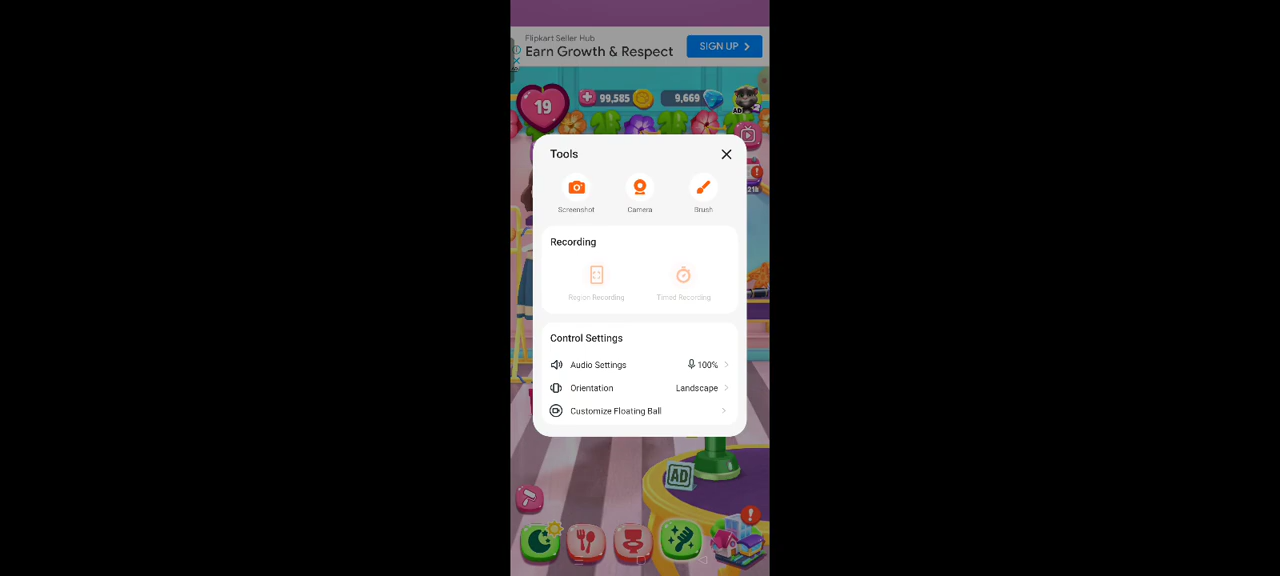 Flipkart Seller Hub
Earn Growth & Respect
SIGN UP
19
99,585
9,669
AD
2
Tools
Screenshot
Camera
Brush
Recording
Region Recording
Timed Recording
Control Settings
Audio Settings 100%
Orientation Landscape
Customize Floating Ball
AD